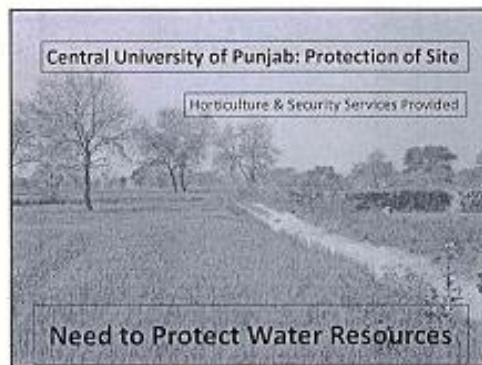 Central University of Punjab: Protection of Site
Horticulture & Security Services Provided
Need to Protect Water Resources